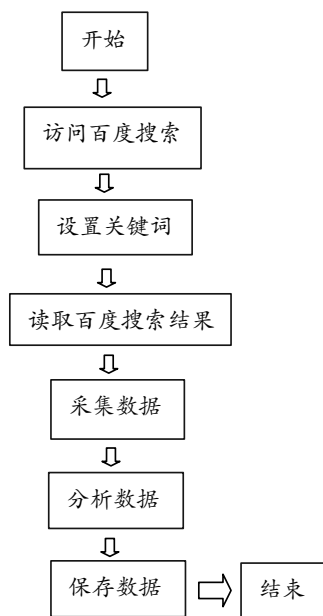 开始
访问百度搜索
设置关键词
读取百度搜索结果
采集数据
分析数据
保存数据
结束